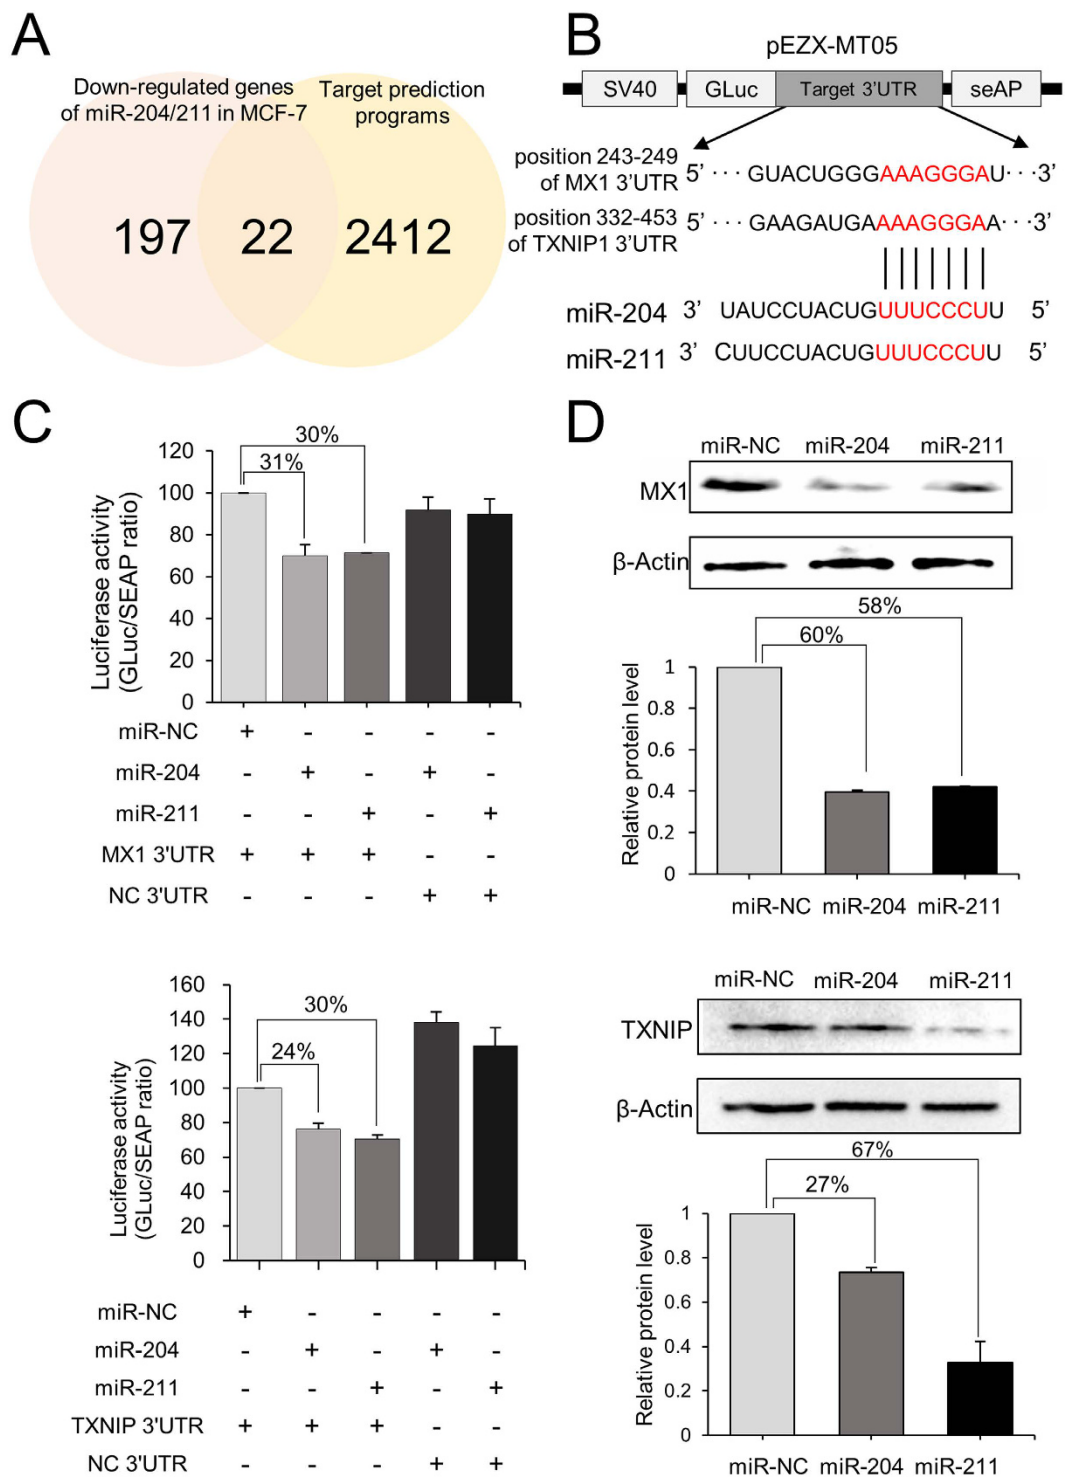 A
Down-regulated genes
of miR-204/211 in MCF-7
Target prediction
programs
197
22
2412
B
pEZX-MT05
SV40
GLuc
Target 3'UTR
seAP
position 243-249
of MX1 3'UTR
5' ··· GUACUGGGAAAGGGAU···3'
position 332-453
of TXNIP1 3'UTR
5' ··· GAAGAUGAAAAGGGAA···3'
miR-204 3' UAUCCUACUGUUUCCCUU 5'
miR-211 3' CUUCCUACUGUUUCCCUU 5'
C
Luciferase activity
(GLuc/SEAP ratio)
120
100
80
60
40
20
0
30%
31%
miR-NC + - - - -
miR-204 - + - + -
miR-211 - - + - +
MX1 3'UTR + + + - -
NC 3'UTR - - - + +
Luciferase activity
(GLuc/SEAP ratio)
160
140
120
100
80
60
40
20
0
30%
24%
miR-NC + - - - -
miR-204 - + - + -
miR-211 - - + - +
TXNIP 3'UTR + + + - -
NC 3'UTR - - - + +
D
miR-NC miR-204 miR-211
MX1
β-Actin
58%
60%
Relative protein level
1
0.8
0.6
0.4
0.2
0
miR-NC miR-204 miR-211
miR-NC miR-204 miR-211
TXNIP
β-Actin
67%
27%
Relative protein level
1
0.8
0.6
0.4
0.2
0
miR-NC miR-204 miR-211